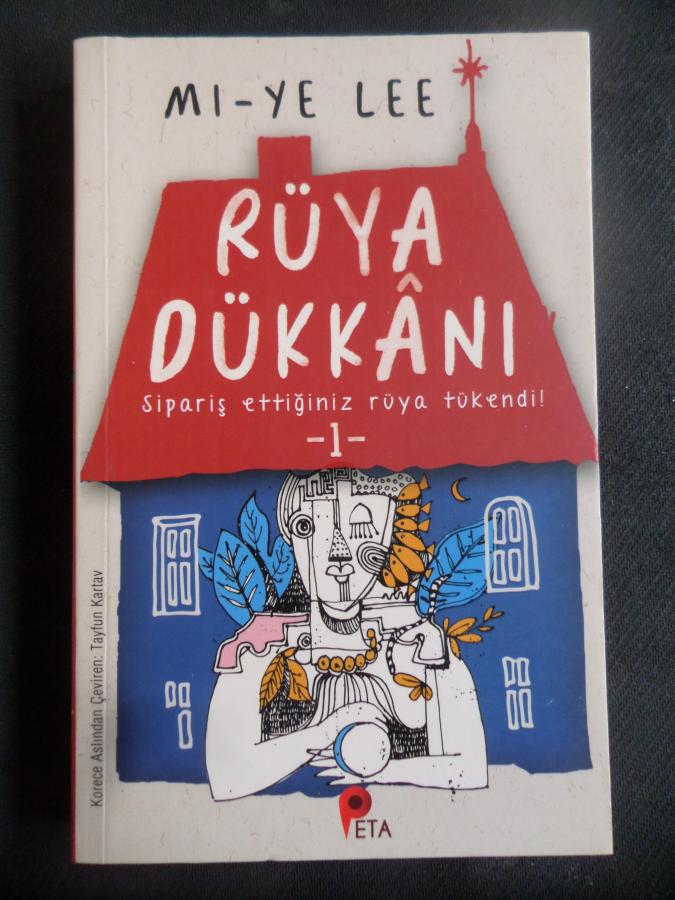 MI-YE LEE
RÜYA
DÜKKÂNI
Sipariş ettiğiniz rüya tükendi!
-1-
Korece Aslından Çeviren: Tayfun Kartav
PETA